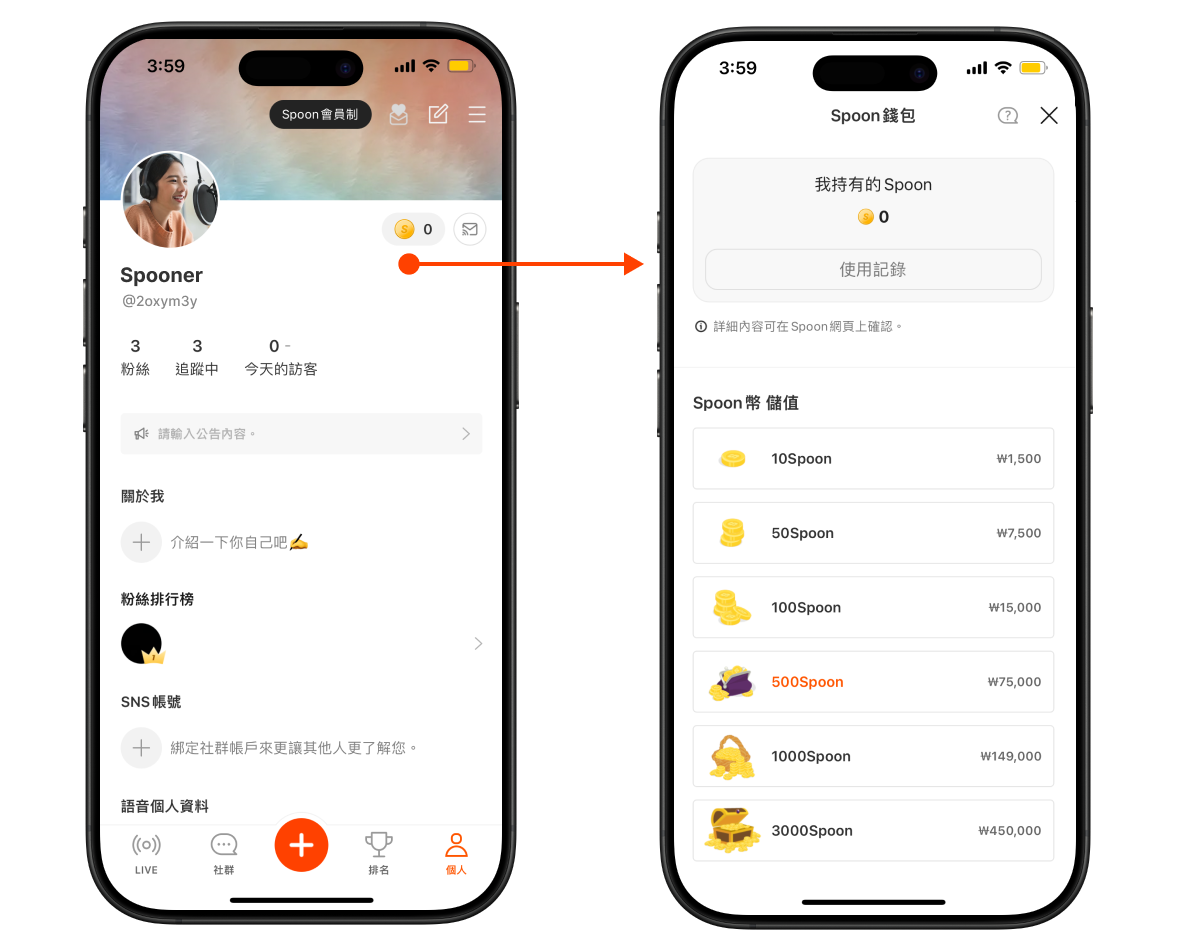 3:59
Spoon會員制
S 0
Spooner
@2oxym3y
3 3 0 -
粉絲 追蹤中 今天的訪客
請輸入公告內容。
關於我
介紹一下你自己吧✍️
粉絲排行榜
1
SNS帳號
綁定社群帳戶來更讓其他人更了解您。
語音個人資料
LIVE 社群 排名 個人
3:59
Spoon錢包
我持有的Spoon
S 0
使用記錄
詳細內容可在Spoon網頁上確認。
Spoon幣 儲值
10Spoon ₩1,500
50Spoon ₩7,500
100Spoon ₩15,000
500Spoon ₩75,000
1000Spoon ₩149,000
3000Spoon ₩450,000